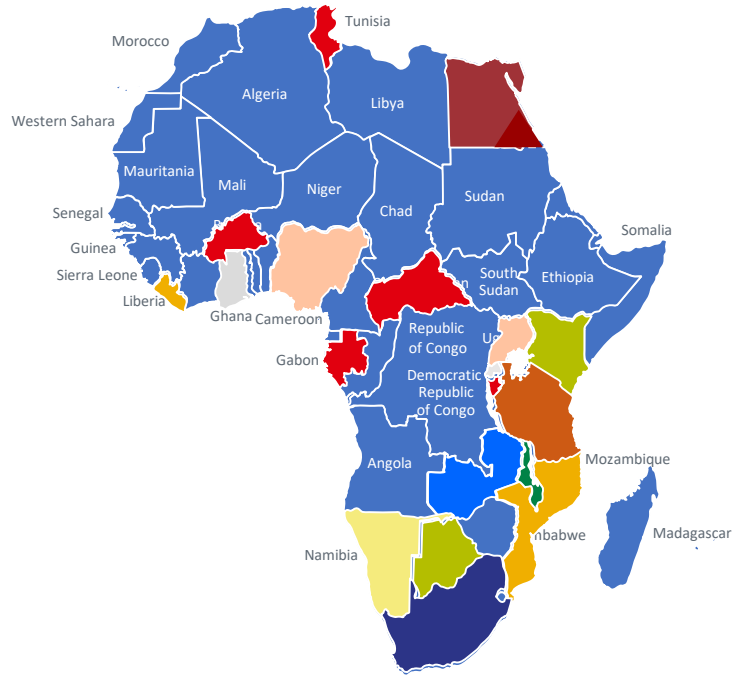 Tunisia
Morocco
Algeria
Libya
Western Sahara
Mauritania
Mali
Niger
Chad
Sudan
Senegal
Somalia
Guinea
Sierra Leone
South
Sudan
Ethiopia
Liberia
Ghana
Cameroon
Republic
of Congo
Gabon
Democratic
Republic
of Congo
Angola
Mozambique
Namibia
Madagascar